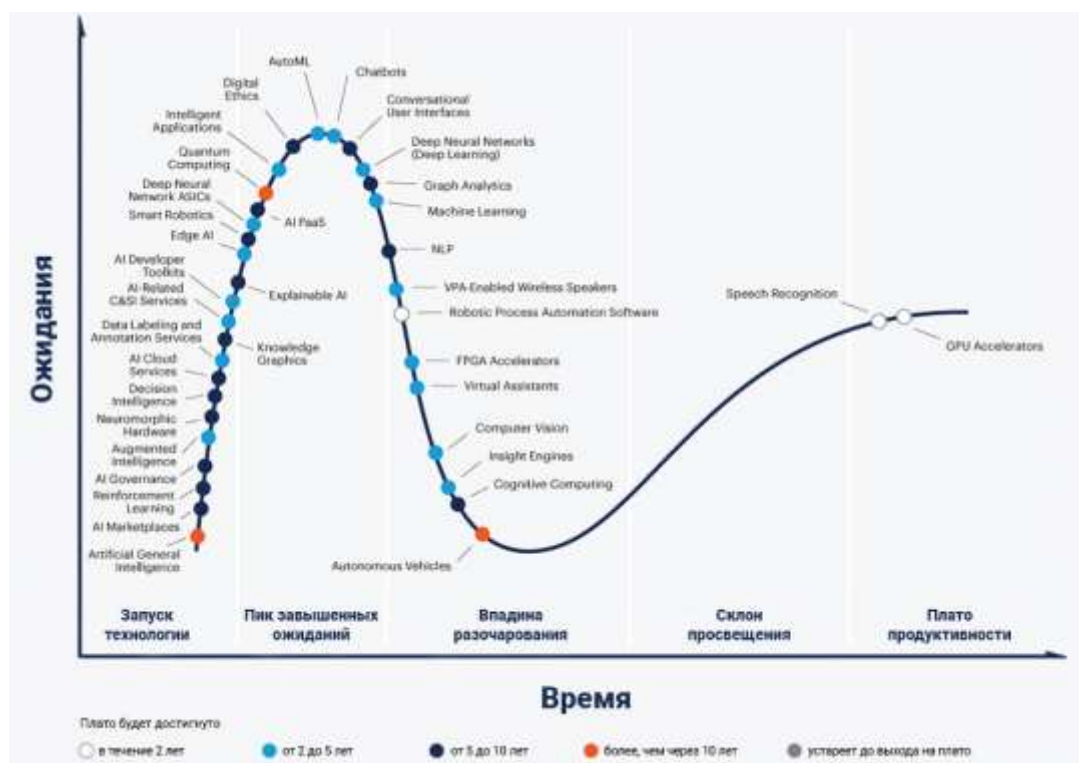 AutoML
Chatbots
Digital
Ethics
Conversational
User Interfaces
Intelligent
Applications
Deep Neural Networks
(Deep Learning)
Quantum
Computing
Graph Analytics
Deep Neural
Network ASICs
Machine Learning
Smart Robotics
AI PaaS
Edge AI
NLP
AI Developer
Toolkits
VPA-Enabled Wireless Speakers
Explainable AI
Speech Recognition
AI-Related
C&SI Services
Robotic Process Automation Software
Data Labeling and
Annotation Services
Knowledge
Graphics
GPU Accelerators
AI Cloud
Services
FPGA Accelerators
Decision
Intelligence
Virtual Assistants
Neuromorphic
Hardware
Computer Vision
Augmented
Intelligence
Insight Engines
AI Governance
Cognitive Computing
Reinforcement
Learning
AI Marketplaces
Artificial General
Intelligence
Autonomous Vehicles
Ожидания
Запуск
технологии
Пик завышенных
ожиданий
Впадина
разочарования
Склон
просвещения
Плато
продуктивности
Время
Плато будет достигнуто
в течение 2 лет
от 2 до 5 лет
от 5 до 10 лет
более, чем через 10 лет
устареет до выхода на плато